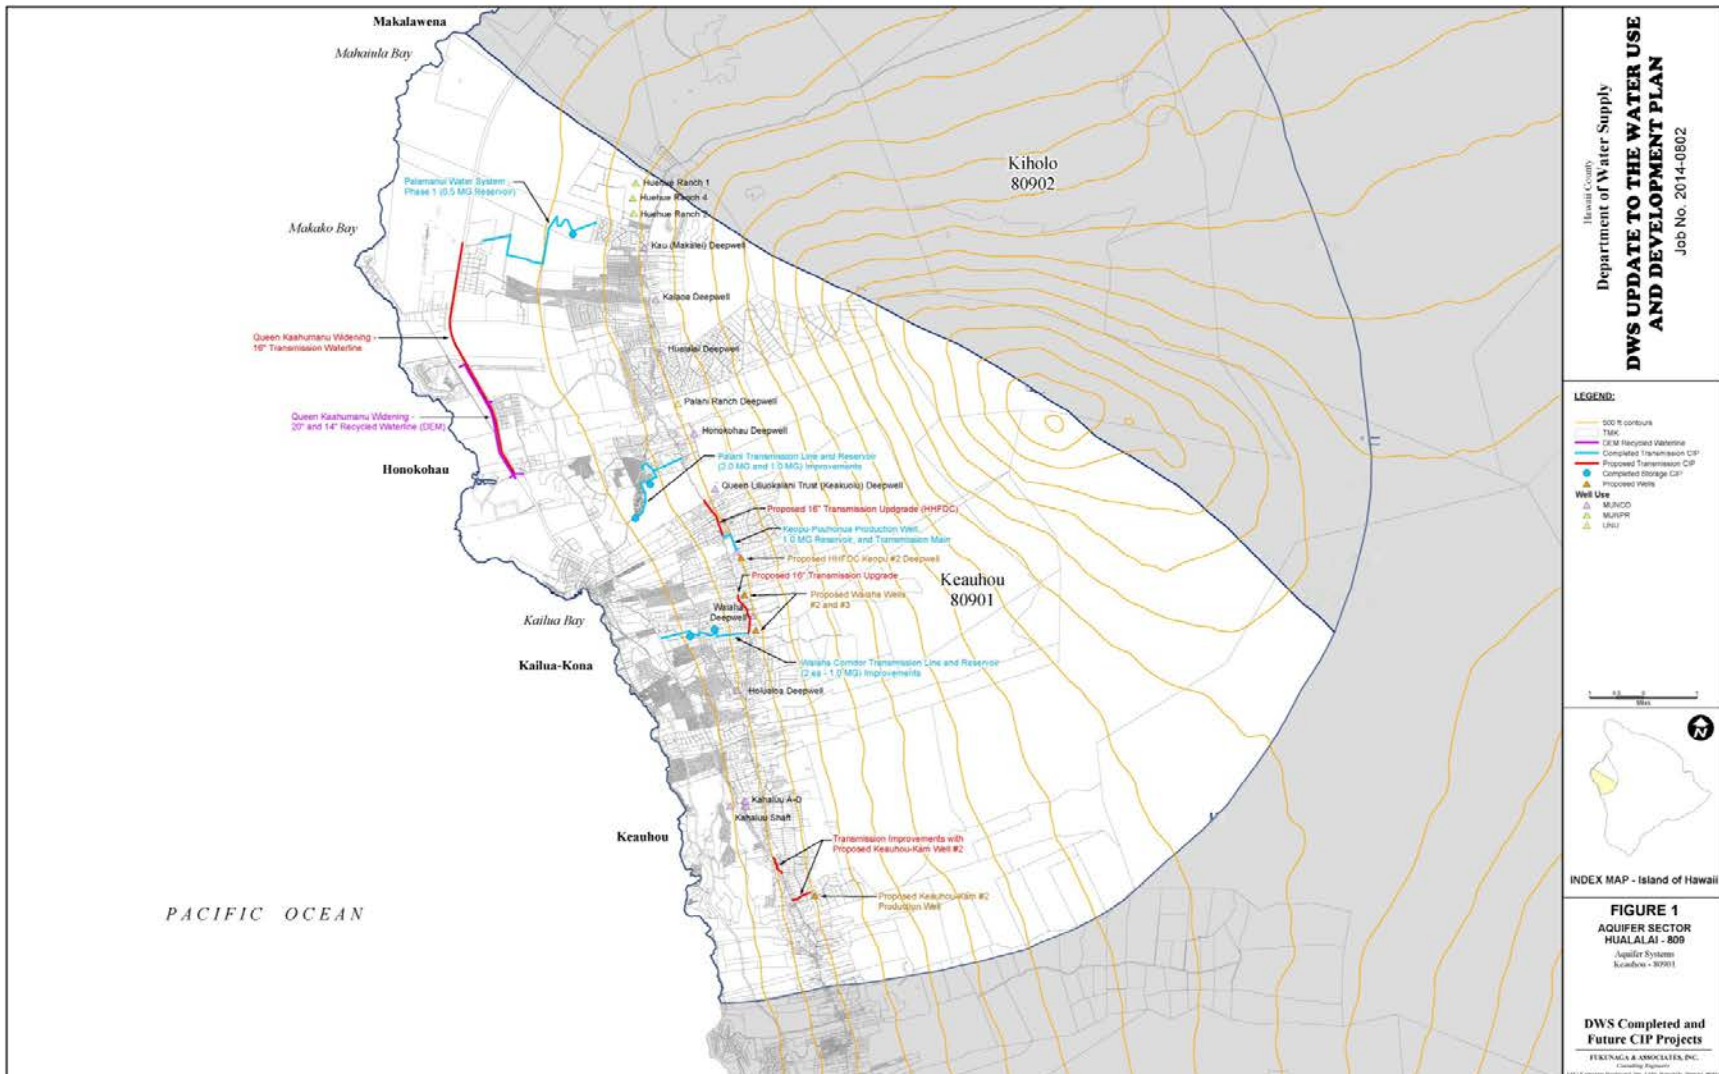 Makalawena
Mahaiula Bay
Kiholo
80902
Palamanui Water System -
Phase 1 (0.5 MG Reservoir)
Huehue Ranch 1
Huehue Ranch 4
Huehue Ranch 2
Makako Bay
Kau (Makalei) Deepwell
Kalaoa Deepwell
Queen Kaahumanu Widening -
16" Transmission Waterline
Hualalai Deepwell
Palani Ranch Deepwell
Queen Kaahumanu Widening -
20" and 14" Recycled Waterline (DEM)
Honokohau Deepwell
Honokohau
Palani Transmission Line and Reservoir
(2.0 MG and 1.0 MG) Improvements
Queen Liliuokalani Trust (Keakuolu) Deepwell
Proposed 16" Transmission Updgrade (HHFDC)
Keopu-Puuhonua Production Well,
1.0 MG Reservoir, and Transmission Main
Proposed HHFDC Keopu #2 Deepwell
Proposed 16" Transmission Upgrade
Keauhou
80901
Proposed Waiaha Wells
#2 and #3
Waiaha
Deepwell
Kailua Bay
Kailua-Kona
Waiaha Corridor Transmission Line and Reservoir
(2 ea - 1.0 MG) Improvements
Holualoa Deepwell
Kahaluu A-D
Kahaluu Shaft
Keauhou
Transmission Improvements with
Proposed Keauhou-Kam Well #2
Proposed Keauhou-Kam #2
Production Well
PACIFIC OCEAN
Hawaii County
Department of Water Supply
DWS UPDATE TO THE WATER USE
AND DEVELOPMENT PLAN
Job No. 2014-0802
LEGEND:
500 ft contours
TMK
DEM Recycled Waterline
Completed Transmission CIP
Proposed Transmission CIP
Completed Storage CIP
Proposed Wells
Well Use
MUNCO
MUNPR
UNU
1 0.5 0 1
Miles
N
INDEX MAP - Island of Hawaii
FIGURE 1
AQUIFER SECTOR
HUALALAI - 809
Aquifer Systems
Keauhou - 80901
DWS Completed and
Future CIP Projects
FUKUNAGA & ASSOCIATES, INC.
Consulting Engineers